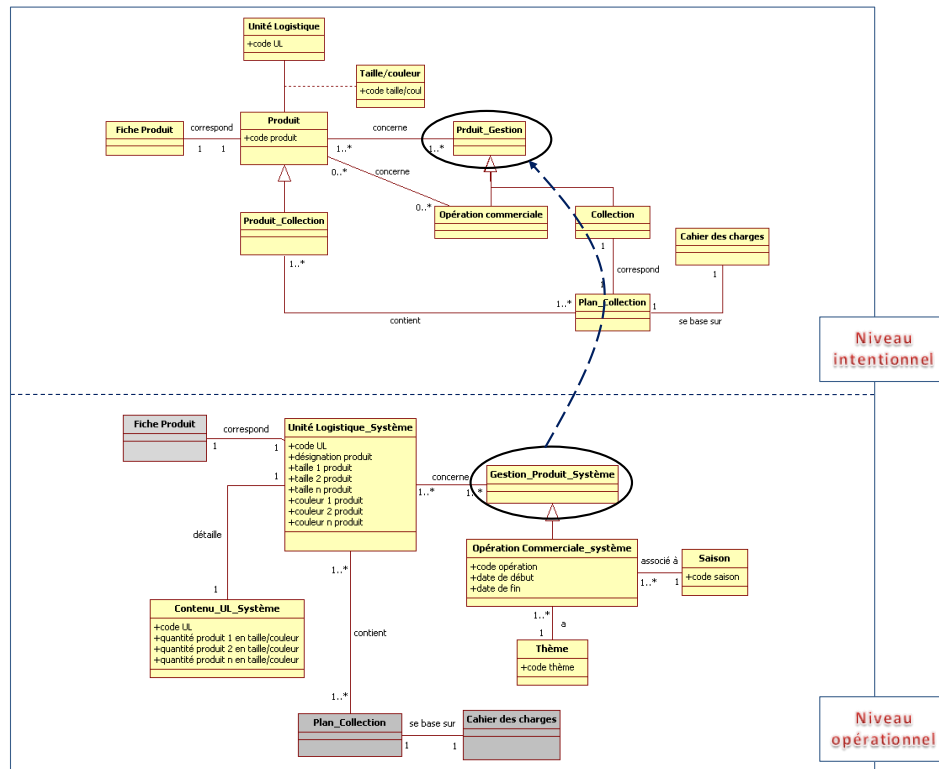 Unité Logistique
+code UL
Taille/couleur
+code taille/coul
Fiche Produit
correspond
1
1
Produit
+code produit
concerne
1..*
1..*
Prduit_Gestion
0..*
concerne
0..*
Opération commerciale
Collection
Produit_Collection
Cahier des charges
1
1
correspond
1
1..*
1..*
Plan_Collection
1
contient
se base sur
Niveau
intentionnel
Fiche Produit
correspond
1
1
Unité Logistique_Système
+code UL
+désignation produit
+taille 1 produit
+taille 2 produit
+taille n produit
+couleur 1 produit
+couleur 2 produit
+couleur n produit
concerne
1..*
1..*
Gestion_Produit_Système
1
détaille
1
Opération Commerciale_système
+code opération
+date de début
+date de fin
associé à
1..*
1
Saison
+code saison
1..*
Contenu_UL_Système
+code UL
+quantité produit 1 en taille/couleur
+quantité produit 2 en taille/couleur
+quantité produit n en taille/couleur
1..*
a
1
contient
Thème
+code thème
1..*
Plan_Collection
se base sur
1
1
Cahier des charges
Niveau
opérationnel